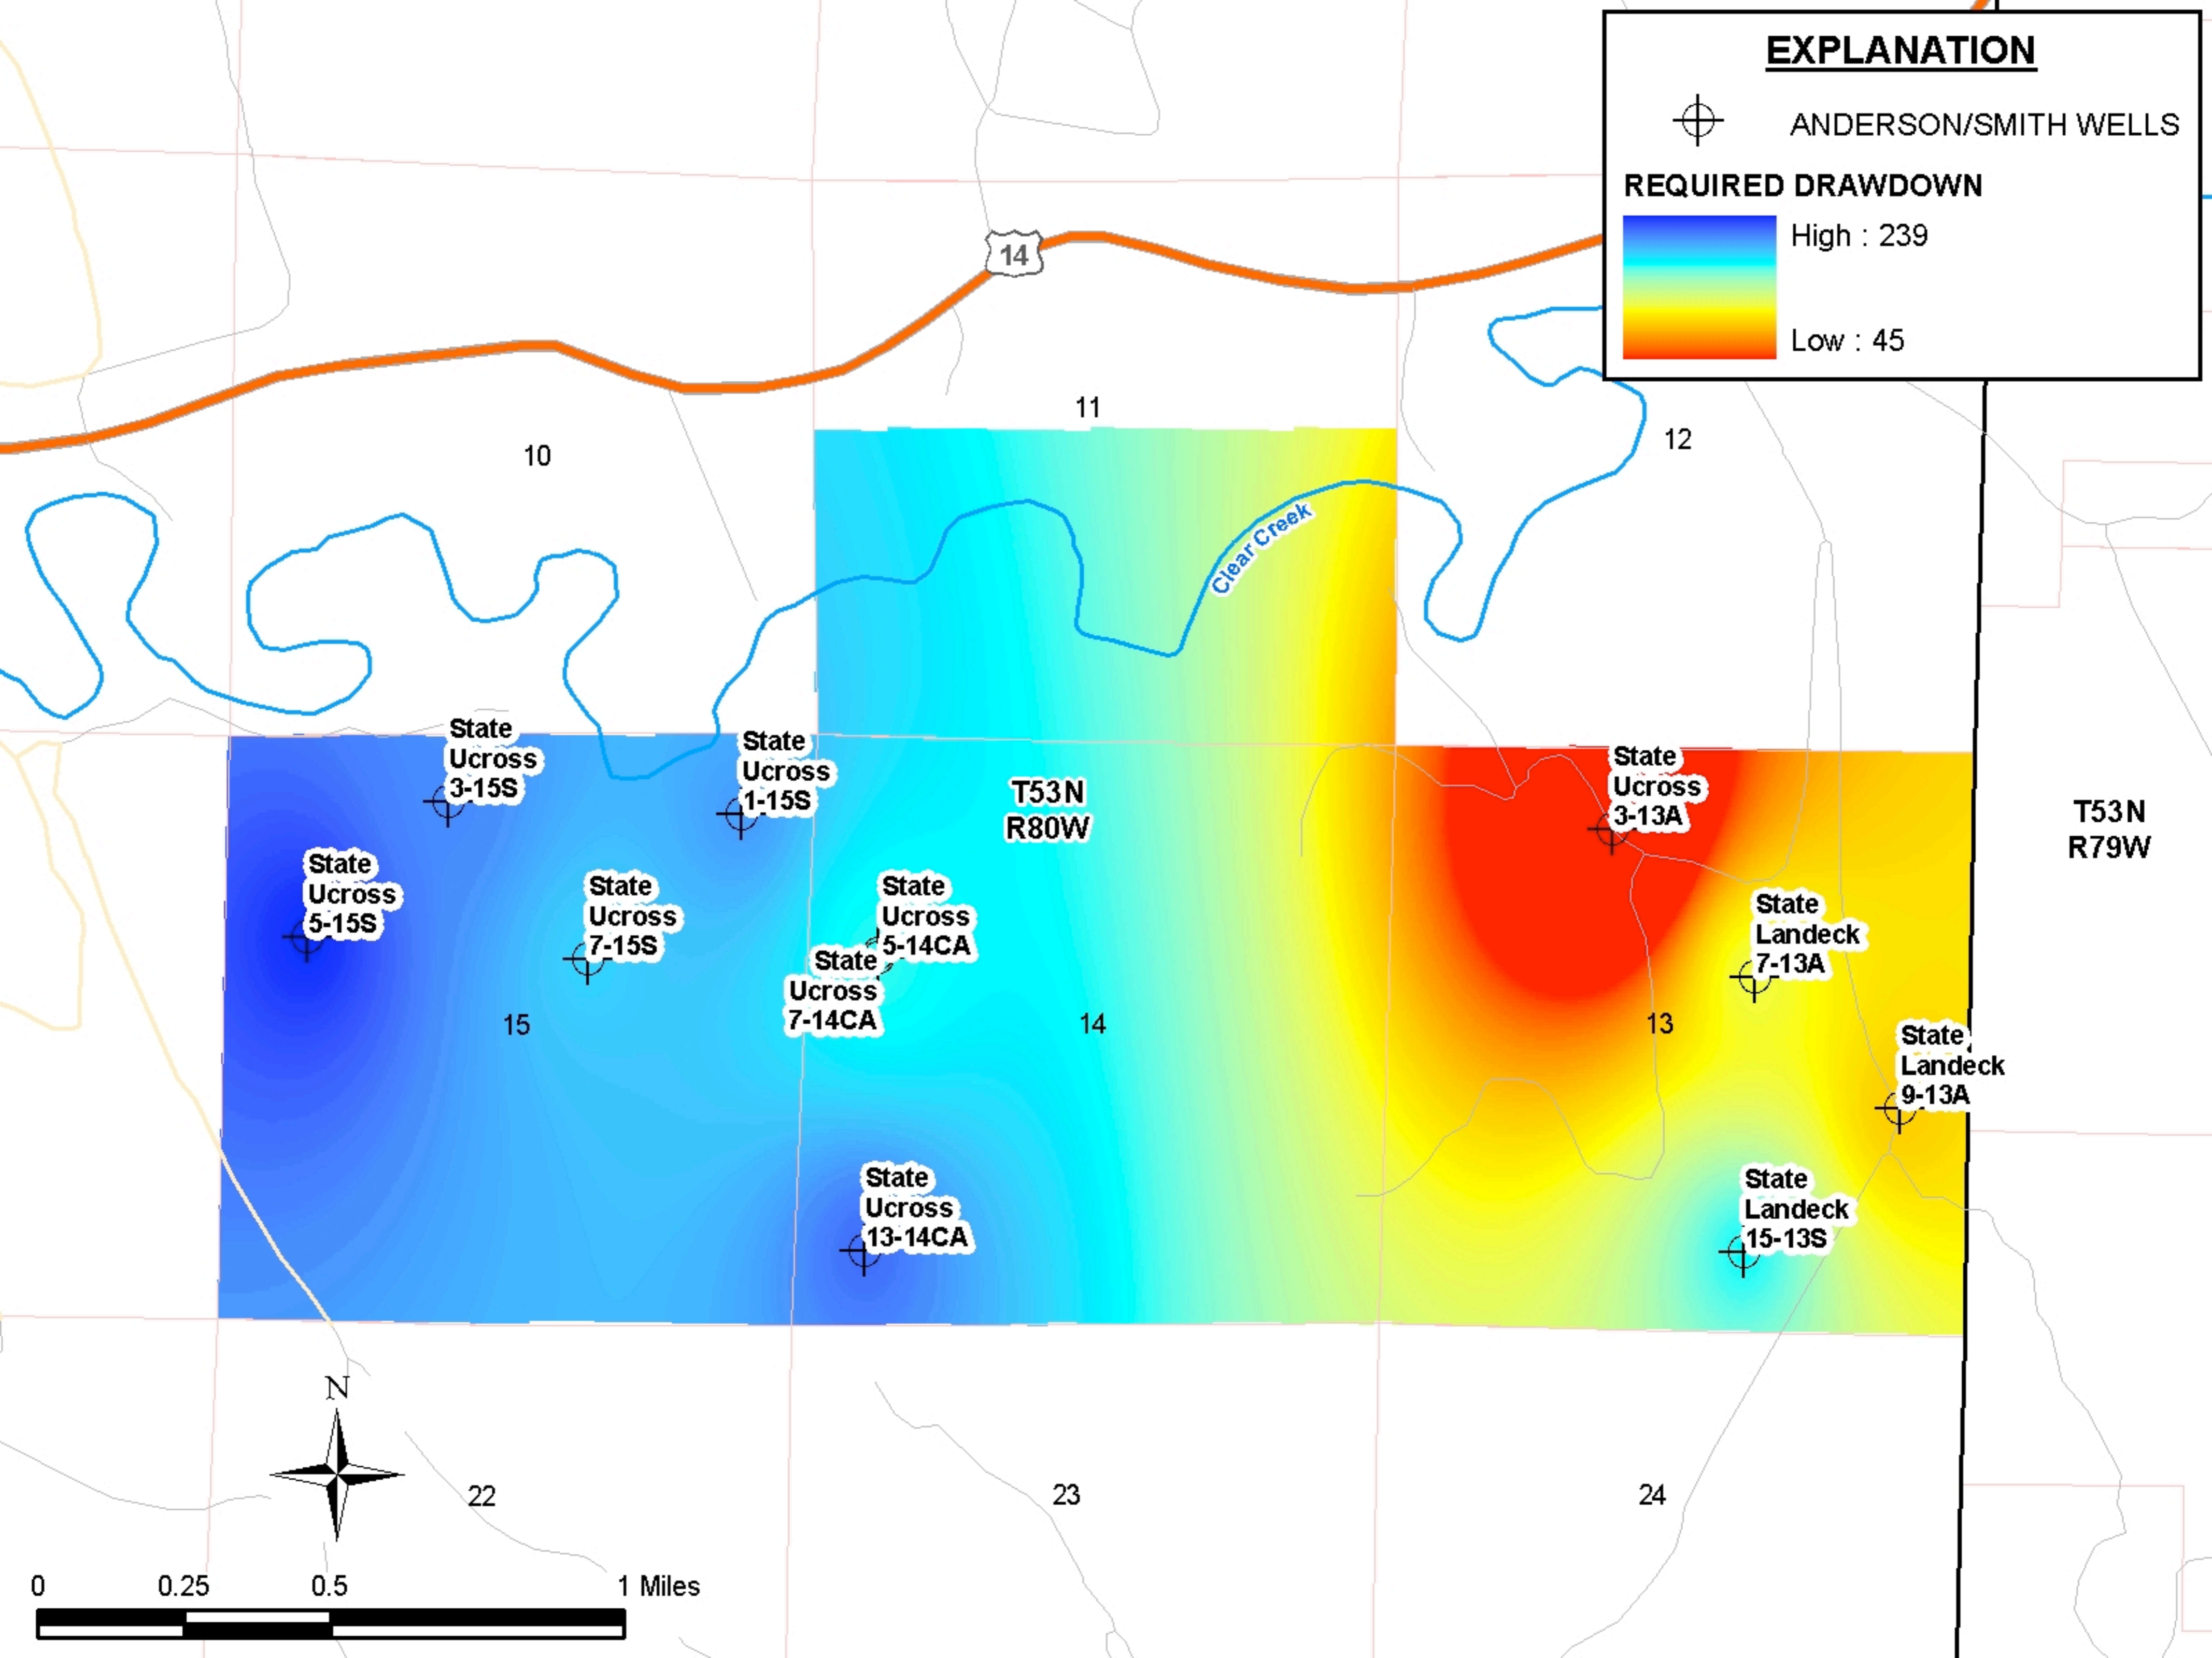 EXPLANATION
ANDERSON/SMITH WELLS
REQUIRED DRAWDOWN
High : 239
Low : 45
14
11
12
10
Clear Creek
State
Ucross
3-15S
State
Ucross
1-15S
T53N
R80W
State
Ucross
3-13A
T53N
R79W
State
Ucross
5-15S
State
Ucross
7-15S
State
Ucross
5-14CA
State
Ucross
7-14CA
State
Landeck
7-13A
15
14
13
State
Landeck
9-13A
State
Ucross
13-14CA
State
Landeck
15-13S
N
22
23
24
0 0.25 0.5 1 Miles